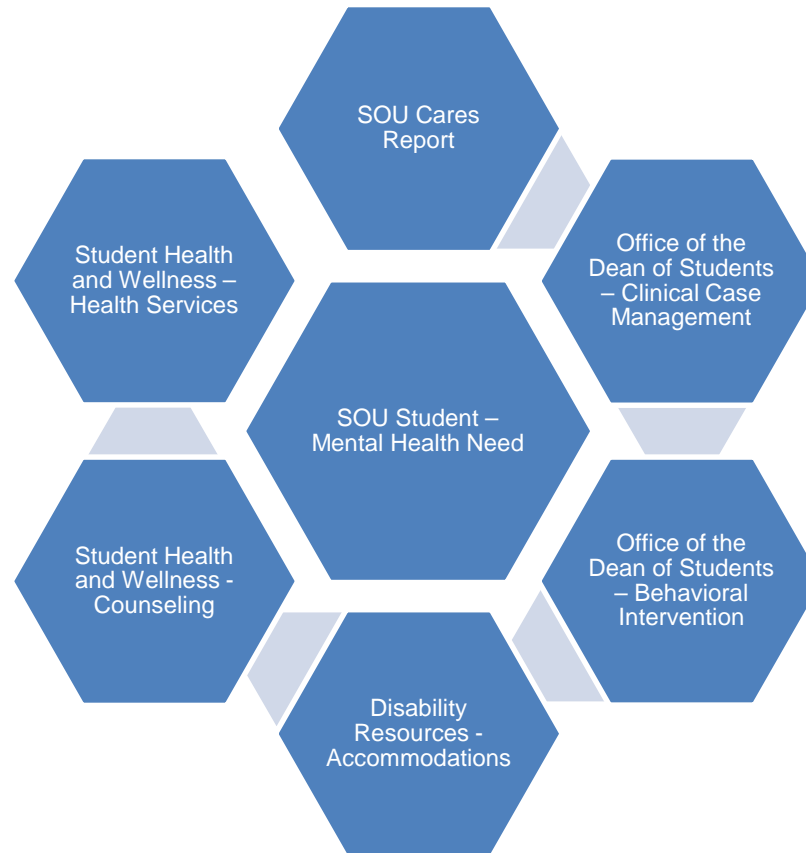 SOU Cares
Report
Office of the
Dean of Students
– Clinical Case
Management
Office of the
Dean of Students
– Behavioral
Intervention
Disability
Resources -
Accommodations
Student Health
and Wellness -
Counseling
Student Health
and Wellness –
Health Services
SOU Student –
Mental Health Need